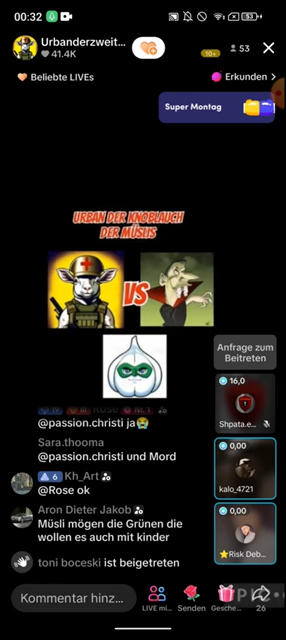 00:32
53
Urbanderzweit...
41.4K
10+
53
Beliebte LIVEs
Erkunden
Super Montag
URBAN DER KNOBLAUCH
DER MÜSLIS
VS
Anfrage zum
Beitreten
16,0
Shpata.e...
@passion.christi ja😭
Sara.thooma
@passion.christi und Mord
0,00
kalo_4721
6 Kh_Art
@Rose ok
Aron Dieter Jakob
Müsli mögen die Grünen die
wollen es auch mit kinder
0,00
⭐Risk Deb...
toni boceski ist beigetreten
Kommentar hinz...
LIVE mi...
Senden
Gesche...
26